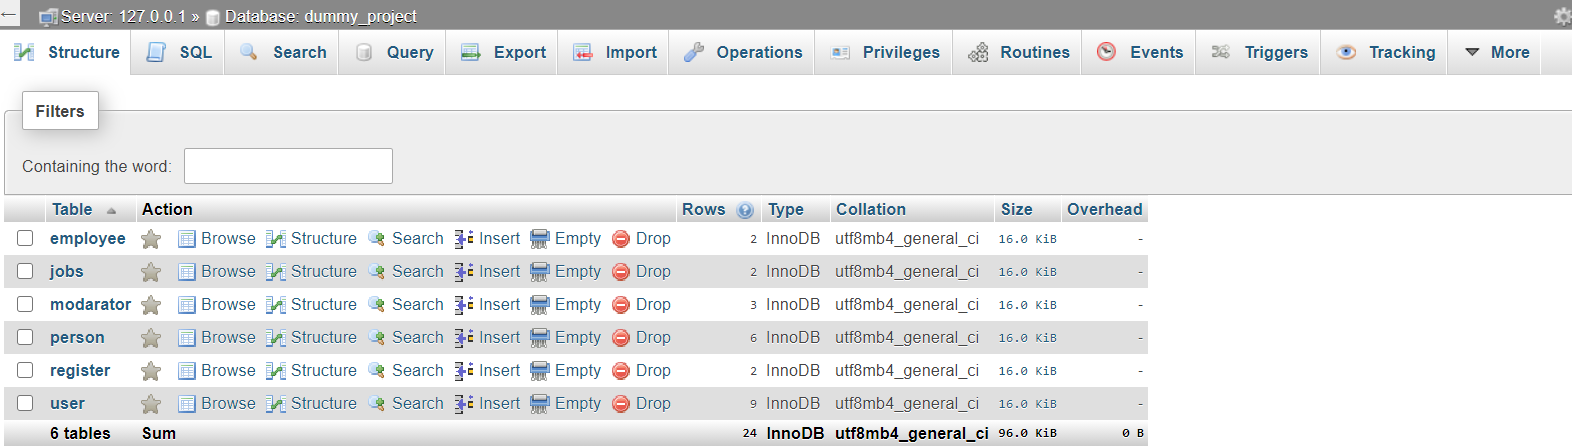 Server: 127.0.0.1 » Database: dummy_project
Structure SQL Search Query Export Import Operations Privileges Routines Events Triggers Tracking More
Filters
Containing the word:
Table Action Rows Type Collation Size Overhead
employee Browse Structure Search Insert Empty Drop 2 InnoDB utf8mb4_general_ci 16.0 KiB -
jobs Browse Structure Search Insert Empty Drop 2 InnoDB utf8mb4_general_ci 16.0 KiB -
modarator Browse Structure Search Insert Empty Drop 3 InnoDB utf8mb4_general_ci 16.0 KiB -
person Browse Structure Search Insert Empty Drop 6 InnoDB utf8mb4_general_ci 16.0 KiB -
register Browse Structure Search Insert Empty Drop 2 InnoDB utf8mb4_general_ci 16.0 KiB -
user Browse Structure Search Insert Empty Drop 9 InnoDB utf8mb4_general_ci 16.0 KiB -
6 tables Sum 24 InnoDB utf8mb4_general_ci 96.0 KiB 0 B